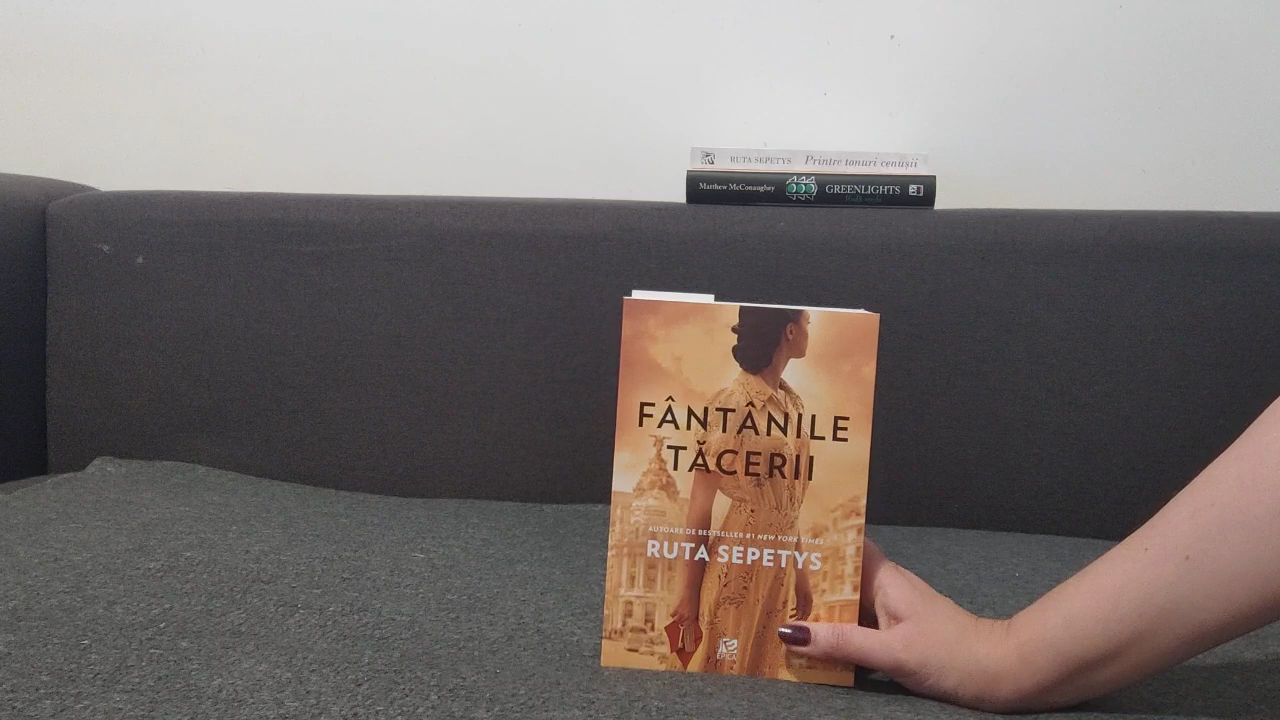 RUTA SEPETYS Printre tonuri cenușii
Matthew McConaughey GREENLIGHTS
FÂNTÂNILE
TĂCERII
AUTOARE DE BESTSELLER #1 NEW YORK TIMES
RUTA SEPETYS
EPICA